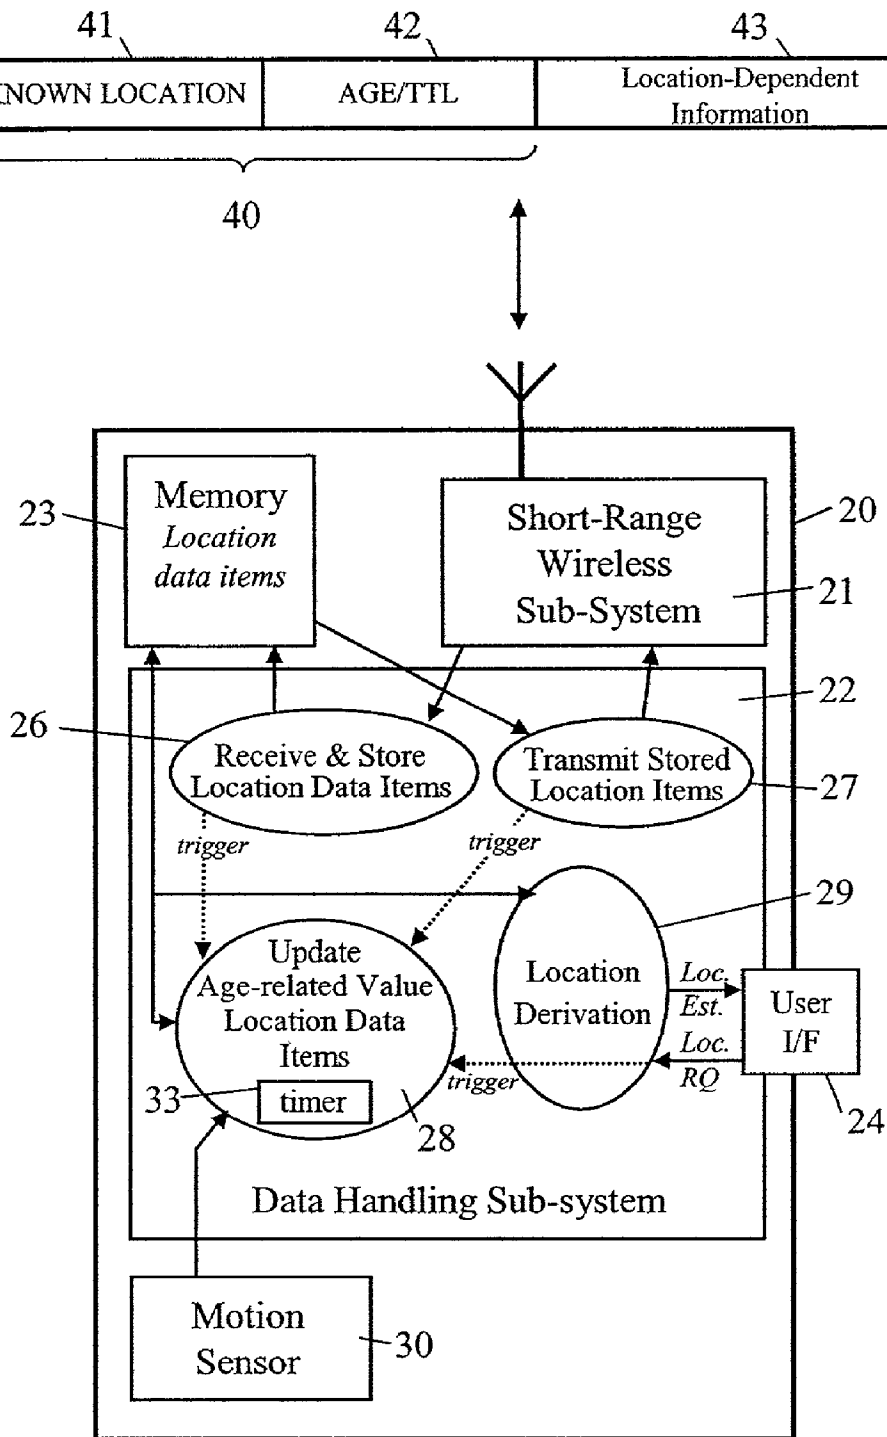 41 42 43
KNOWN LOCATION AGE/TTL Location-Dependent
Information
40
Memory
Location
data items
23
Short-Range
Wireless
Sub-System
20
21
22
26
Receive & Store
Location Data Items
Transmit Stored
Location Items
27
trigger trigger
29
Update
Age-related Value
Location Data
Items
Location
Derivation
Loc.
Est.
Loc.
RQ
User
I/F
trigger
33
timer
28
24
Data Handling Sub-system
Motion
Sensor
30